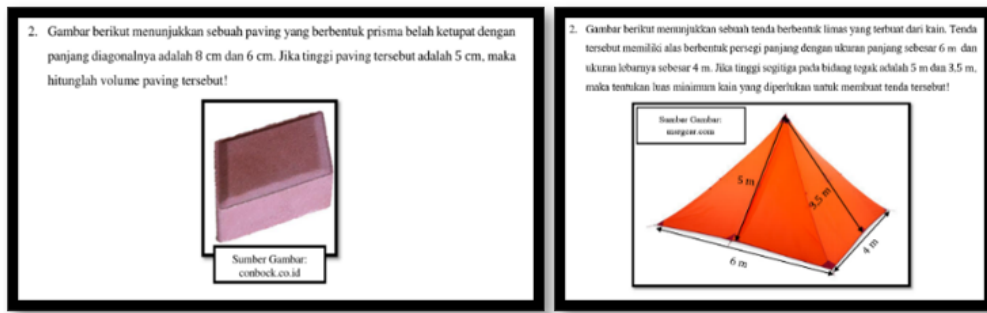 2. Gambar berikut menunjukkan sebuah paving yang berbentuk prisma belah ketupat dengan
panjang diagonalnya adalah 8 cm dan 6 cm. Jika tinggi paving tersebut adalah 5 cm, maka
hitunglah volume paving tersebut!
Sumber Gambar:
conbock.co.id
2. Gambar berikut menunjukkan sebuah tenda berbentuk limas yang terbuat dari kain. Tenda
tersebut memiliki alas berbentuk persegi panjang dengan ukuran panjang sebesar 6 m dan
ukuran lebarnya sebesar 4 m. Jika tinggi segitiga pada bidang tegak adalah 5 m dan 3,5 m,
maka tentukan luas minimum kain yang diperlukan untuk membuat tenda tersebut!
Sumber Gambar:
5 m
3,5 m
6 m
4 m